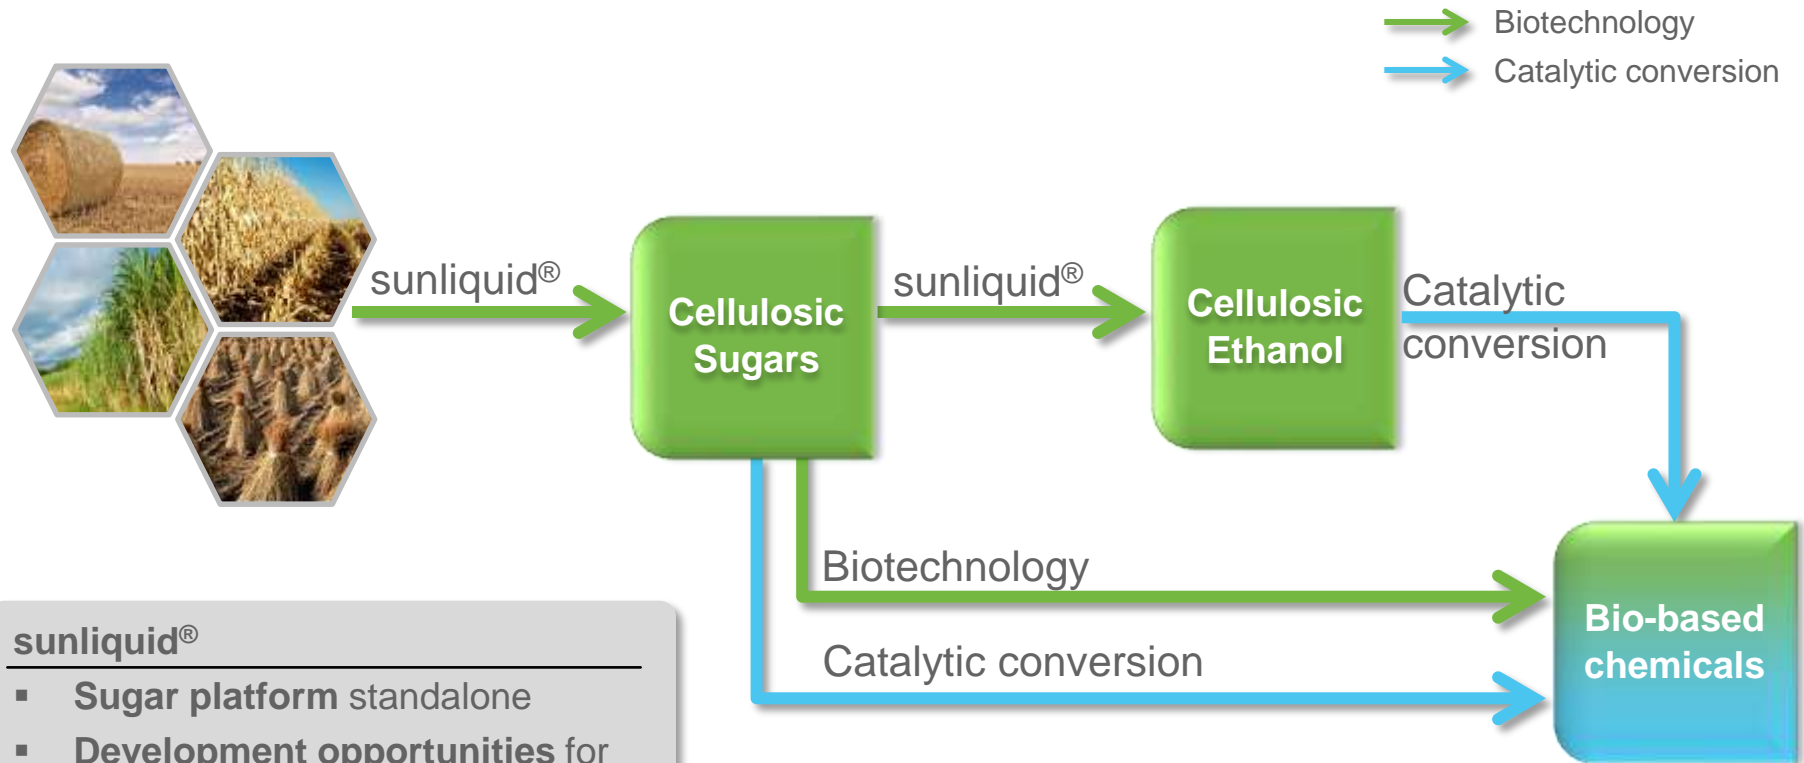 Biotechnology
Catalytic conversion
sunliquid®
Cellulosic
Sugars
sunliquid®
Cellulosic
Ethanol
Catalytic
conversion
Biotechnology
Catalytic conversion
Bio-based
chemicals
sunliquid®
▪ Sugar platform standalone
▪ Development opportunities for